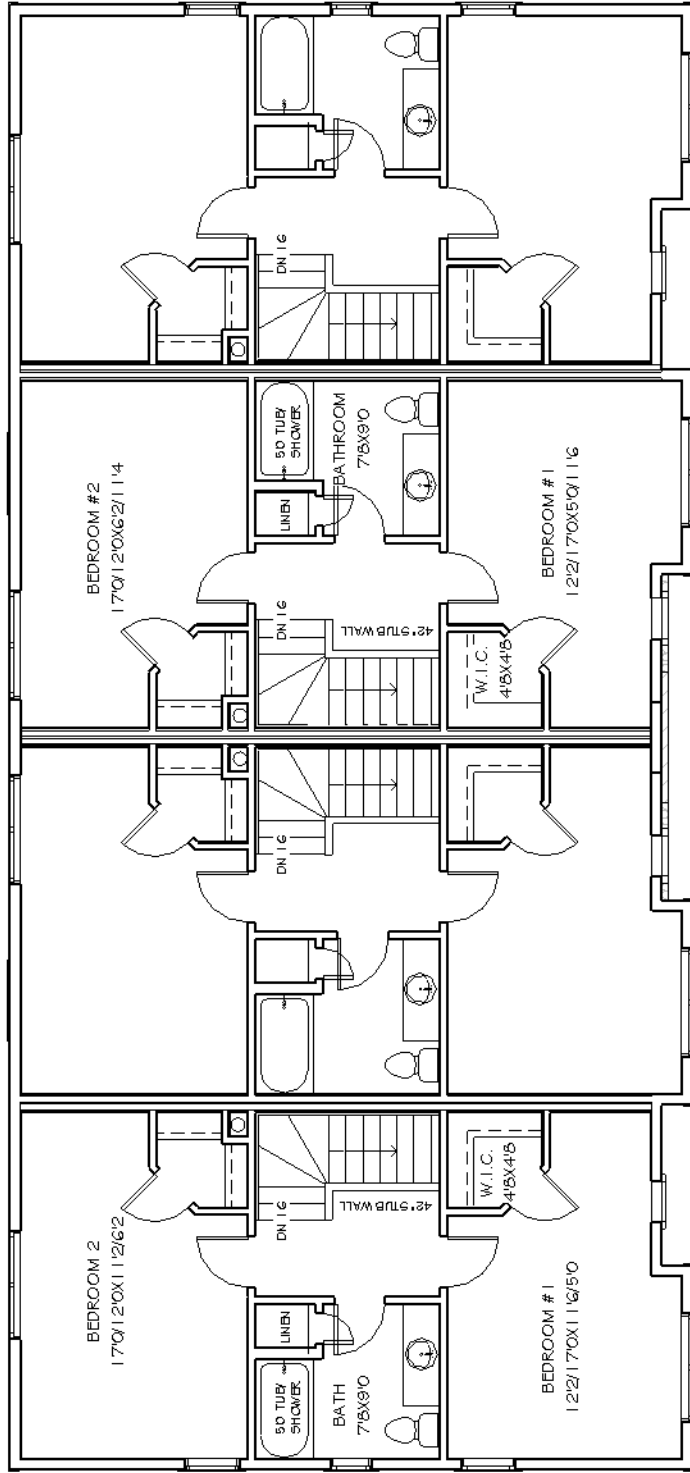 DN 16
BEDROOM #2
17'0/12'0X6'2/11'4
50 TUB/
SHOWER
LINEN
BATHROOM
7'8X9'0
DN 16
42" STUB WALL
W.I.C.
4'8X4'8
BEDROOM #1
12'2/17'0X5'0/11'6
DN 16
BEDROOM 2
17'0/12'0X11'2/6'2
DN 16
42" STUB WALL
LINEN
50 TUB/
SHOWER
BATH
7'8X9'0
W.I.C.
4'8X4'8
BEDROOM #1
12'2/17'0X11'6/5'0